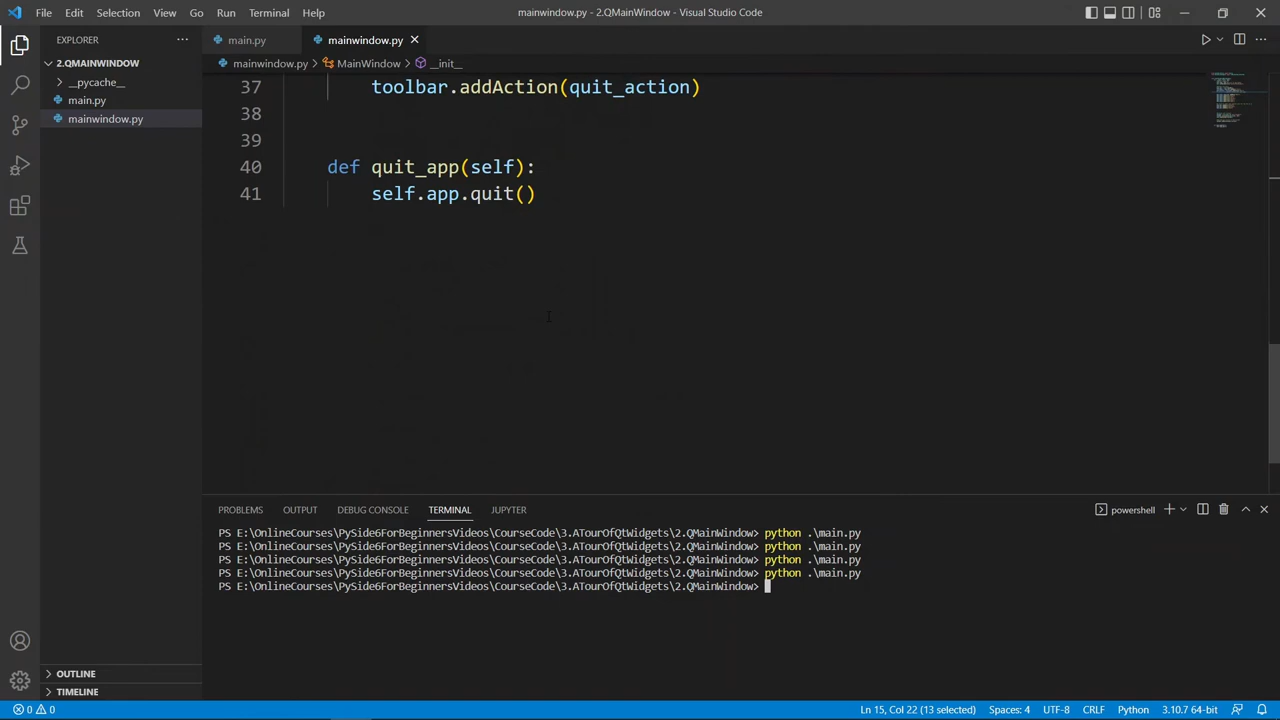 File Edit Selection View Go Run Terminal Help
mainwindow.py - 2.QMainWindow - Visual Studio Code
EXPLORER
2.QMAINWINDOW
__pycache__
main.py
mainwindow.py
OUTLINE
TIMELINE
main.py mainwindow.py
mainwindow.py MainWindow __init__
37 toolbar.addAction(quit_action)
38
39
40 def quit_app(self):
41 self.app.quit()
PROBLEMS OUTPUT DEBUG CONSOLE TERMINAL JUPYTER
powershell
PS E:\OnlineCourses\PySide6ForBeginnersVideos\CourseCode\3.ATourOfQtWidgets\2.QMainWindow> python .\main.py
PS E:\OnlineCourses\PySide6ForBeginnersVideos\CourseCode\3.ATourOfQtWidgets\2.QMainWindow> python .\main.py
PS E:\OnlineCourses\PySide6ForBeginnersVideos\CourseCode\3.ATourOfQtWidgets\2.QMainWindow> python .\main.py
PS E:\OnlineCourses\PySide6ForBeginnersVideos\CourseCode\3.ATourOfQtWidgets\2.QMainWindow> python .\main.py
PS E:\OnlineCourses\PySide6ForBeginnersVideos\CourseCode\3.ATourOfQtWidgets\2.QMainWindow>
0 0
Ln 15, Col 22 (13 selected) Spaces: 4 UTF-8 CRLF Python 3.10.7 64-bit